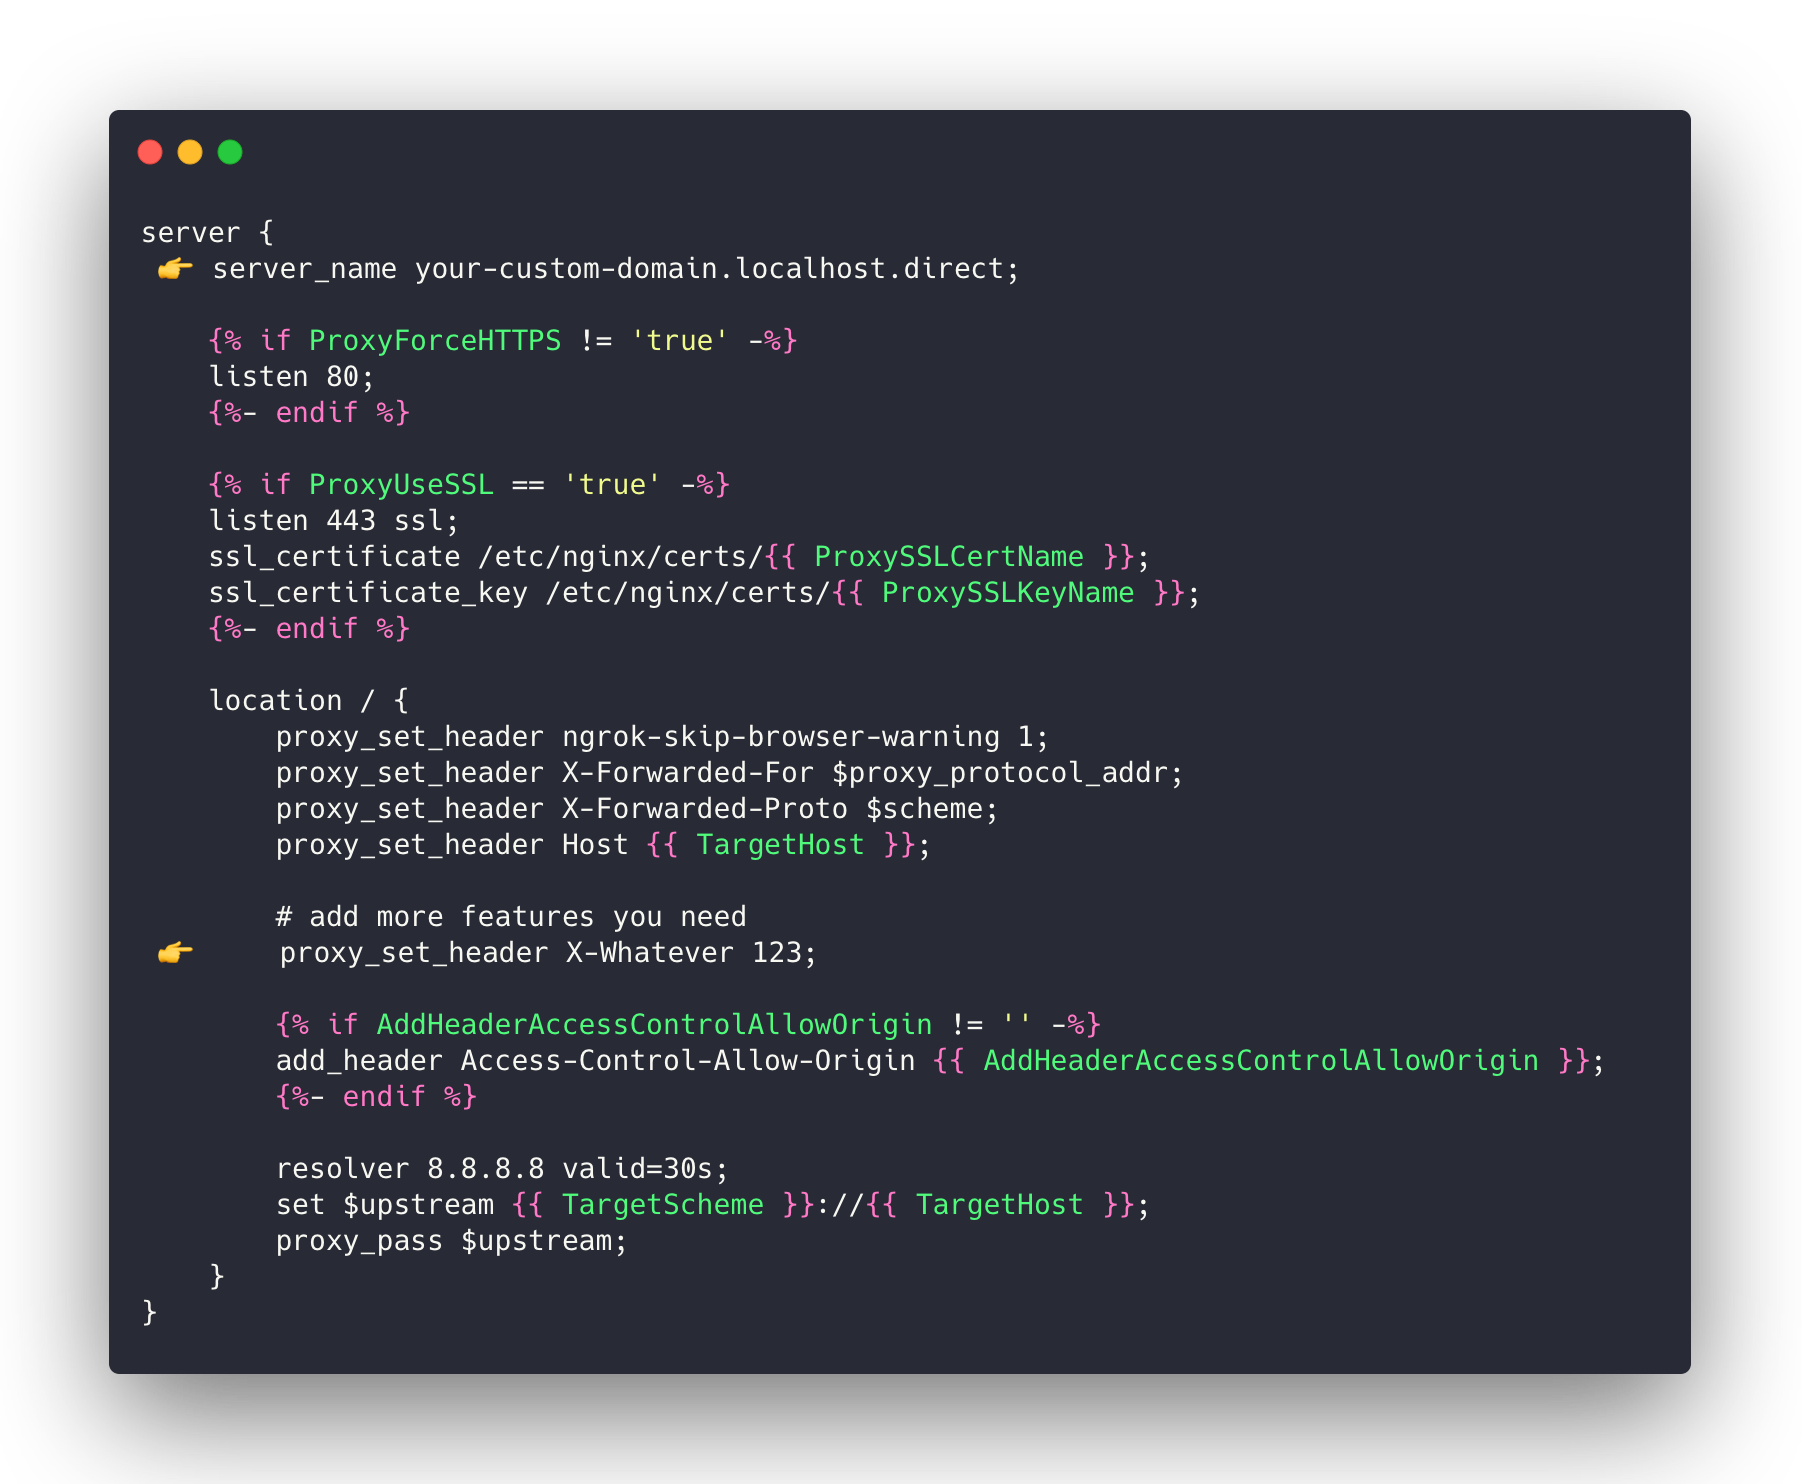 server {
👉 server_name your-custom-domain.localhost.direct;
{% if ProxyForceHTTPS != 'true' -%}
listen 80;
{%- endif %}
{% if ProxyUseSSL == 'true' -%}
listen 443 ssl;
ssl_certificate /etc/nginx/certs/{{ ProxySSLCertName }};
ssl_certificate_key /etc/nginx/certs/{{ ProxySSLKeyName }};
{%- endif %}
location / {
proxy_set_header ngrok-skip-browser-warning 1;
proxy_set_header X-Forwarded-For $proxy_protocol_addr;
proxy_set_header X-Forwarded-Proto $scheme;
proxy_set_header Host {{ TargetHost }};
# add more features you need
👉 proxy_set_header X-Whatever 123;
{% if AddHeaderAccessControlAllowOrigin != '' -%}
add_header Access-Control-Allow-Origin {{ AddHeaderAccessControlAllowOrigin }};
{%- endif %}
resolver 8.8.8.8 valid=30s;
set $upstream {{ TargetScheme }}://{{ TargetHost }};
proxy_pass $upstream;
}
}